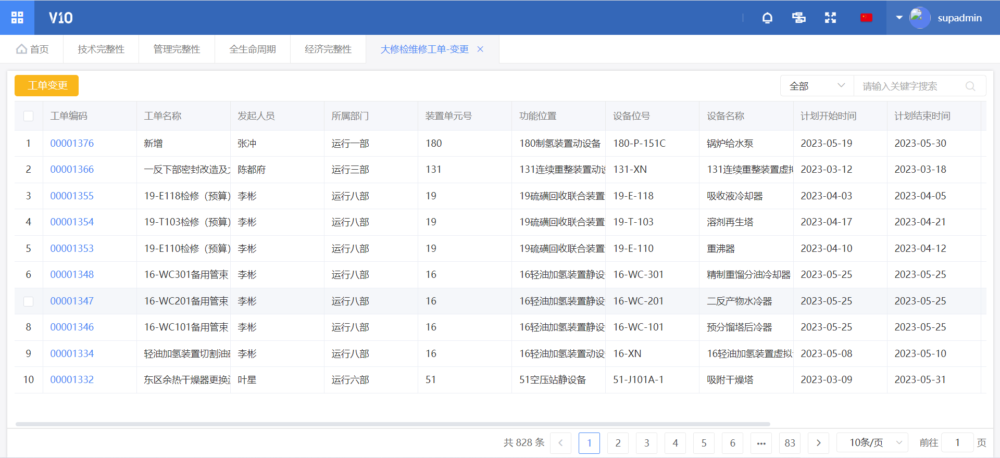 V10 supadmin
首页 技术完整性 管理完整性 全生命周期 经济完整性 大修检维修工单-变更
工单变更 全部 请输入关键字搜索
工单编码 工单名称 发起人员 所属部门 装置单元号 功能位置 设备位号 设备名称 计划开始时间 计划结束时间
1 00001376 新增 张冲 运行一部 180 180制氢装置动设备 180-P-151C 锅炉给水泵 2023-05-19 2023-05-30
2 00001366 一反下部密封改造及 陈都府 运行三部 131 131连续重整装置动设 131-XN 131连续重整装置虚拟 2023-03-12 2023-03-18
3 00001355 19-E118检修（预算） 李彬 运行八部 19 19硫磺回收联合装置 19-E-118 吸收液冷却器 2023-04-03 2023-04-05
4 00001354 19-T103检修（预算） 李彬 运行八部 19 19硫磺回收联合装置 19-T-103 溶剂再生塔 2023-04-17 2023-04-21
5 00001353 19-E110检修（预算） 李彬 运行八部 19 19硫磺回收联合装置 19-E-110 重沸器 2023-04-10 2023-04-12
6 00001348 16-WC301备用管束 李彬 运行八部 16 16轻油加氢装置静设 16-WC-301 精制重馏分油冷却器 2023-05-25 2023-05-25
00001347 16-WC201备用管束 李彬 运行八部 16 16轻油加氢装置静设 16-WC-201 二反产物水冷器 2023-05-25 2023-05-25
8 00001346 16-WC101备用管束 李彬 运行八部 16 16轻油加氢装置静设 16-WC-101 预分馏塔后冷器 2023-05-25 2023-05-25
9 00001334 轻油加氢装置切割油 李彬 运行八部 16 16轻油加氢装置动设 16-XN 16轻油加氢装置虚拟 2023-05-08 2023-05-10
10 00001332 东区余热干燥器更换 叶星 运行六部 51 51空压站静设备 51-J101A-1 吸附干燥塔 2023-03-09 2023-05-31
共 828 条 1 2 3 4 5 6 ••• 83 10条/页 前往 1 页